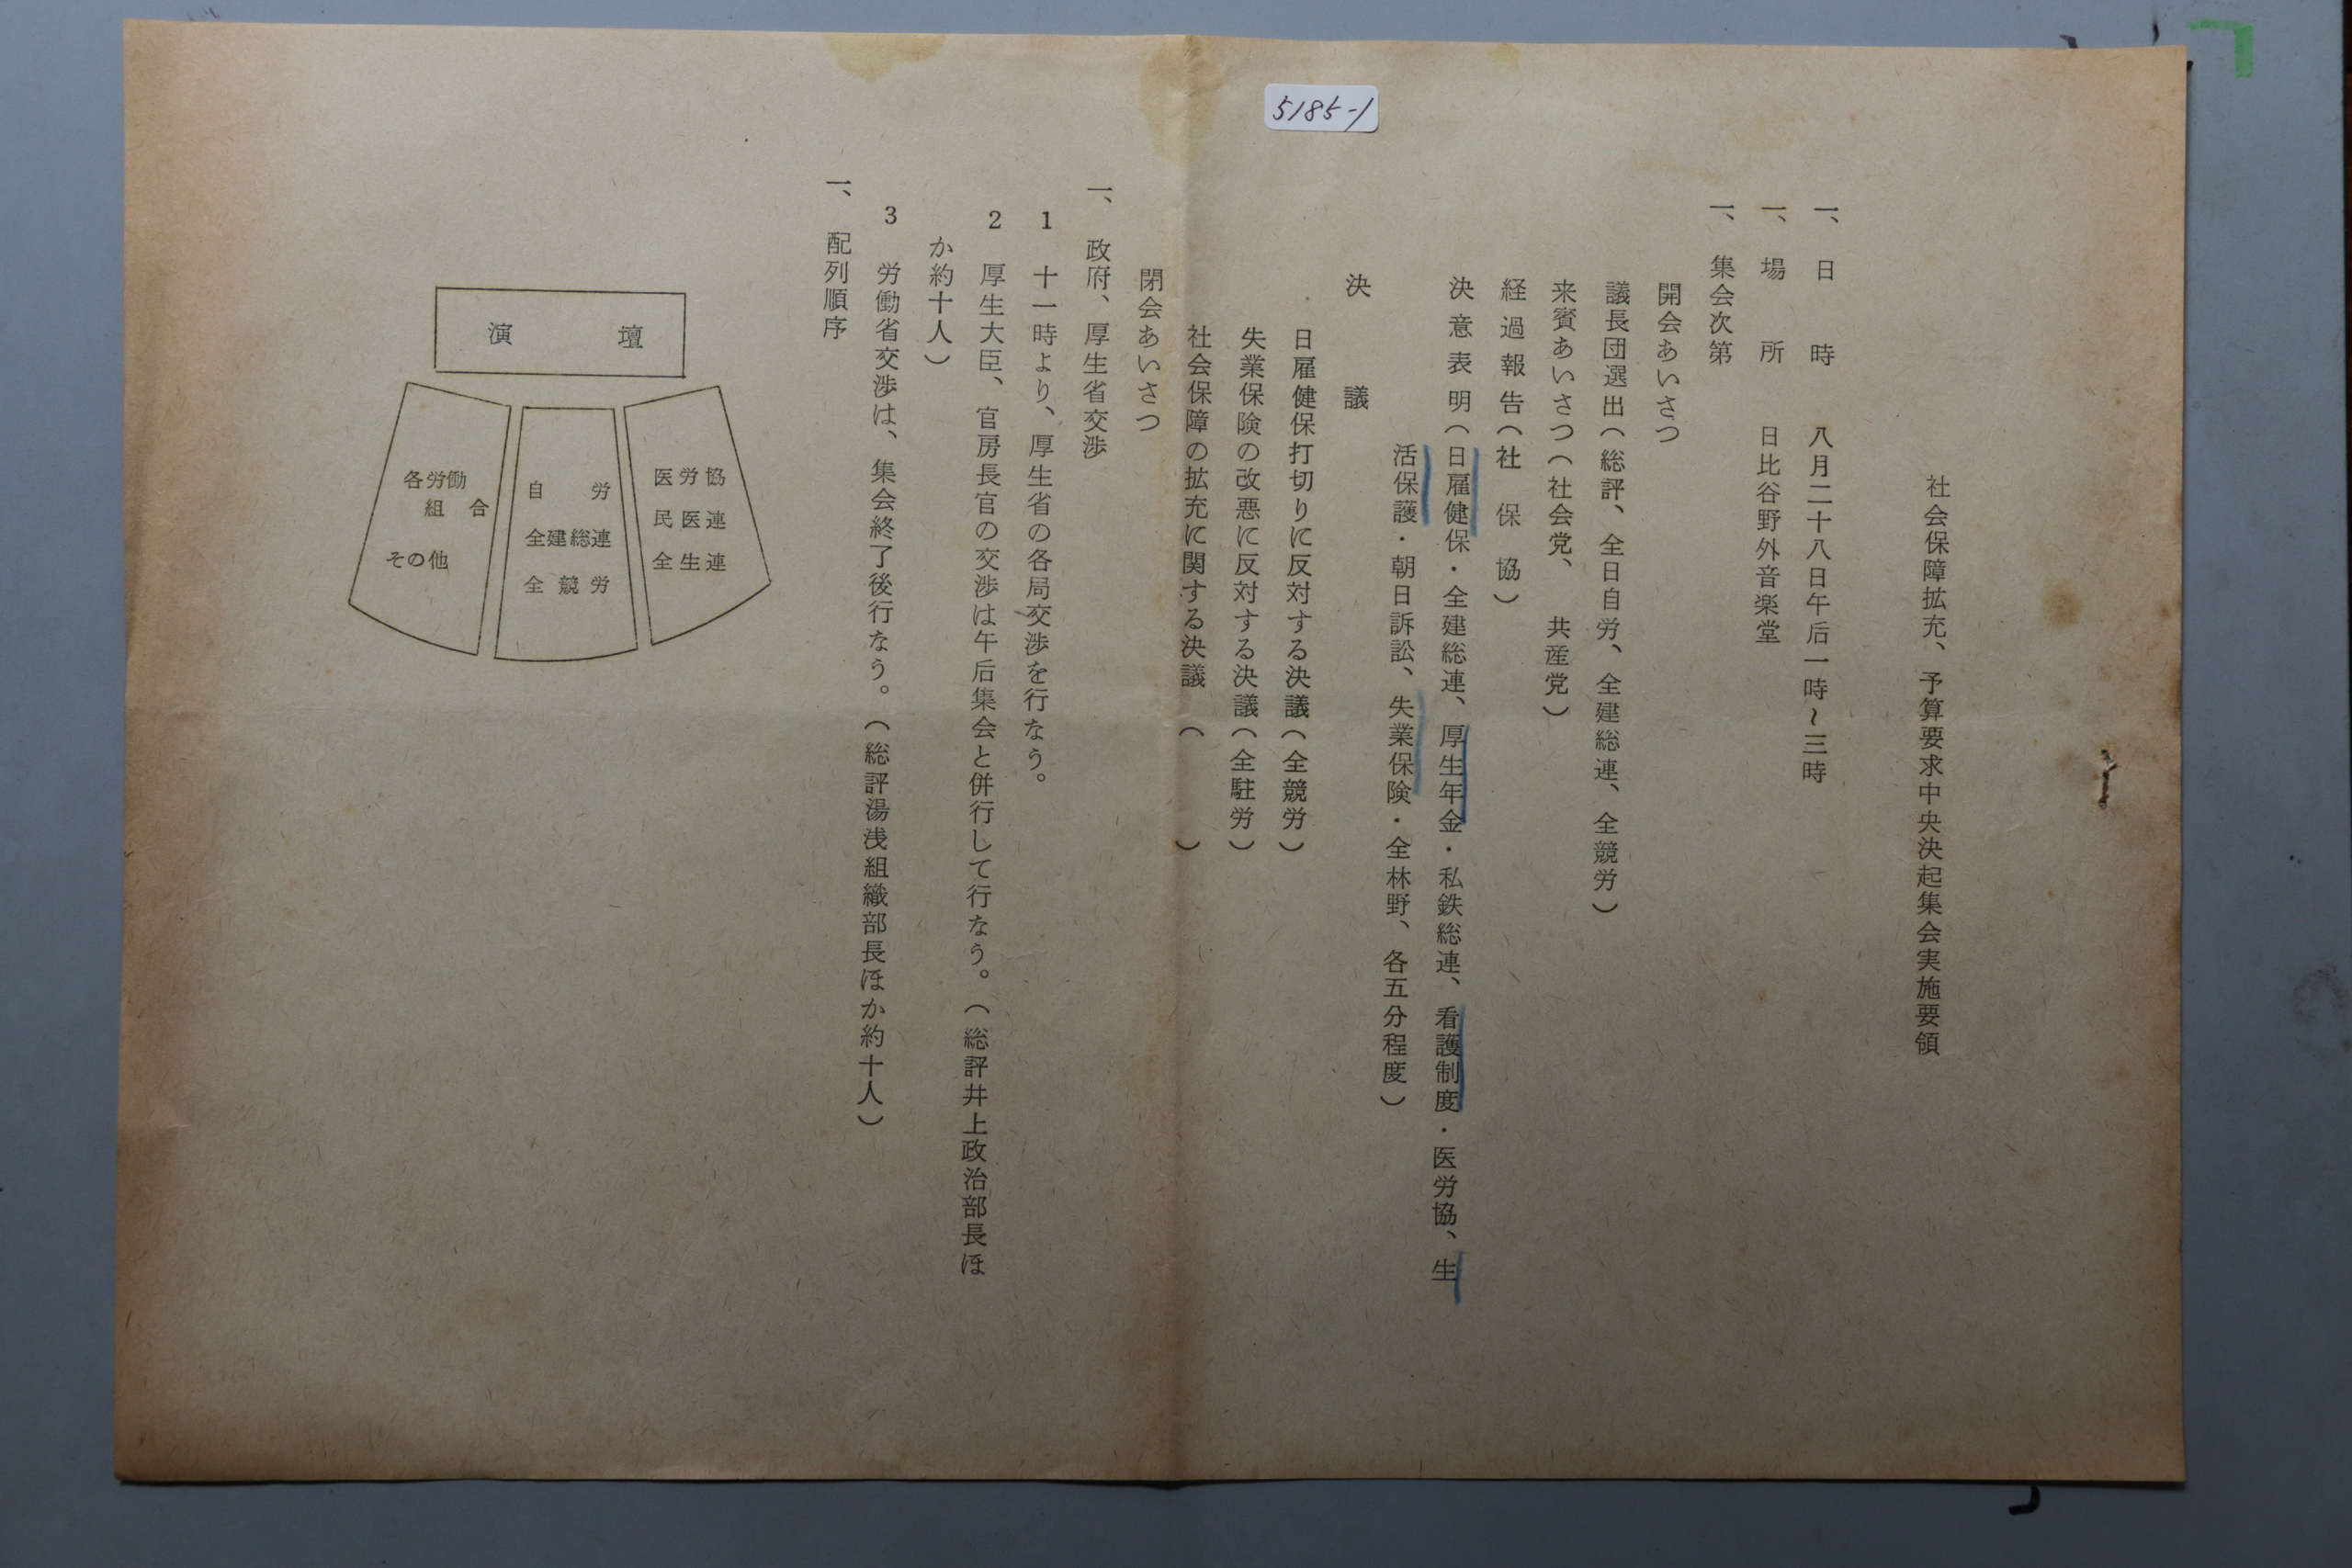 5185-1
社会保障拡充、予算要求中央決起集会実施要領
一、日時 八月二十八日午后一時〜三時
一、場所 日比谷野外音楽堂
一、集会次第
開会あいさつ
議長団選出(総評、全日自労、全建総連、全競労)
来賓あいさつ(社会党、共産党)
経過報告(社保協)
決意表明(日雇健保・全建総連、厚生年金・私鉄総連、看護制度・医労協、生
活保護・朝日訴訟、失業保険・全林野、各五分程度)
決議
日雇健保打切りに反対する決議(全競労)
失業保険の改悪に反対する決議(全駐労)
社会保障の拡充に関する決議( )
閉会あいさつ
一、政府、厚生省交渉
1 十一時より、厚生省の各局交渉を行なう。
2 厚生大臣、官房長官の交渉は午后集会と併行して行なう。(総評井上政治部長ほ
か約十人)
3 労働省交渉は、集会終了後行なう。(総評湯浅組織部長ほか約十人)
一、配列順序
演壇
各労働
組合
その他
自労
全建総連
全競労
医労協
民医連
全生連